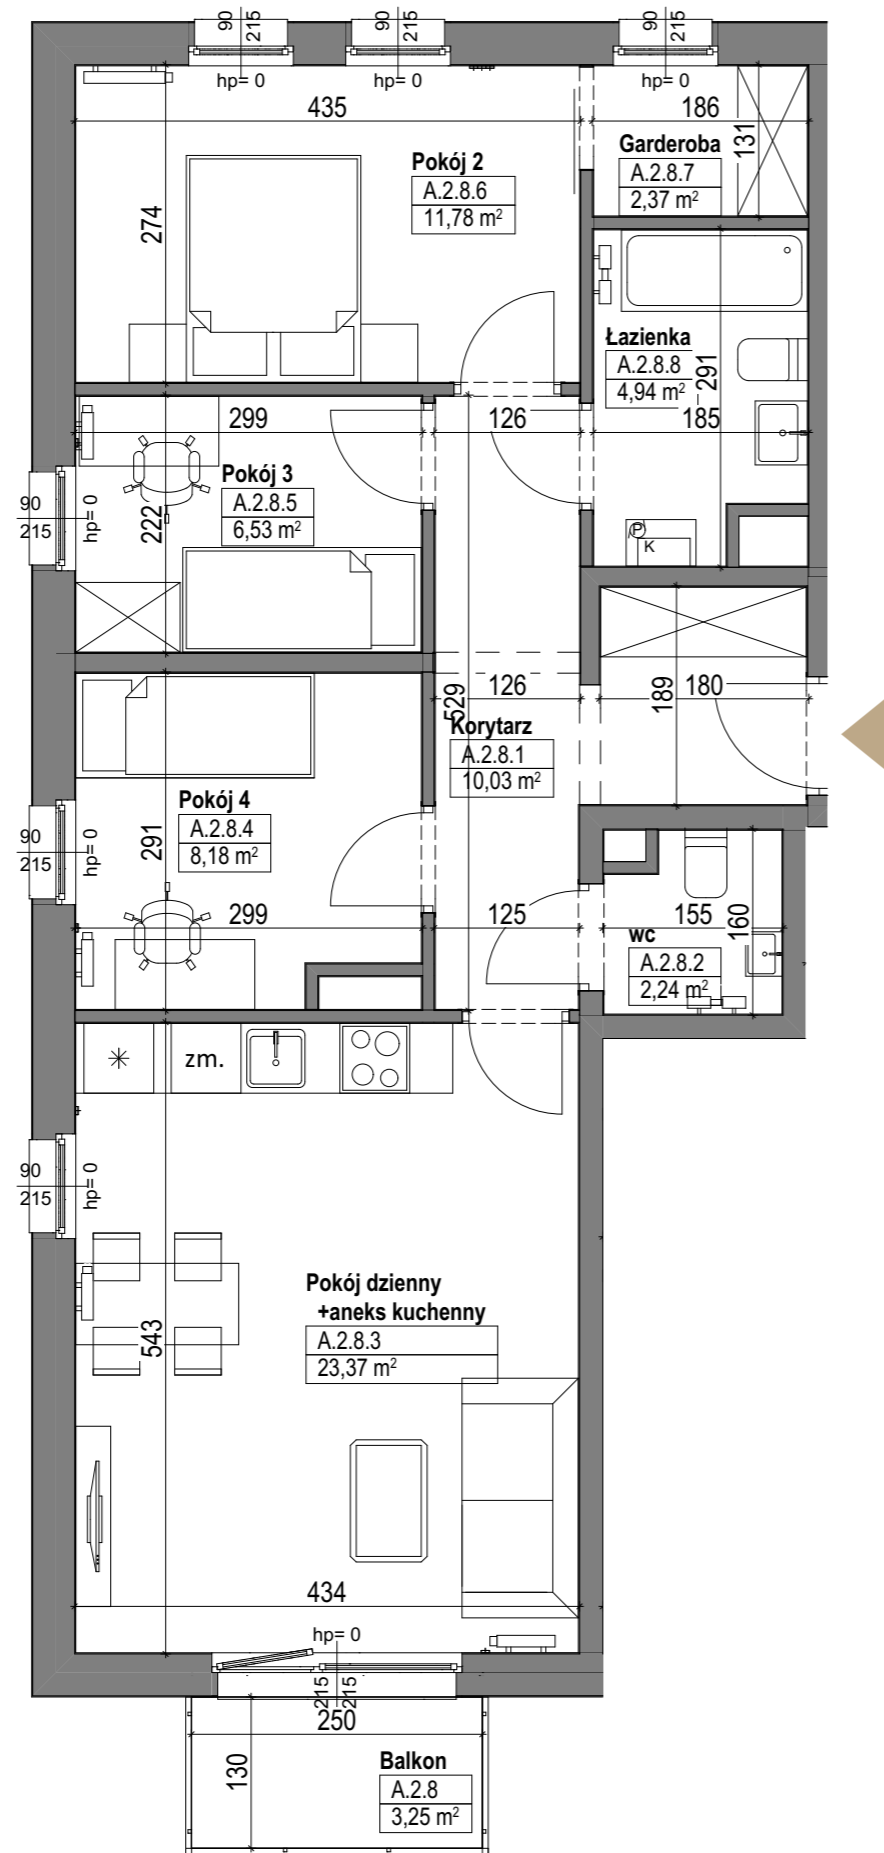 90
215
hp= 0
90
215
hp= 0
90
215
hp= 0
435
186
131
Garderoba
A.2.8.7
2,37 m²
Pokój 2
A.2.8.6
11,78 m²
274
Łazienka
A.2.8.8
4,94 m²
291
185
299
126
Pokój 3
A.2.8.5
6,53 m²
222
90
215
hp= 0
P
K
126
529
189
180
Korytarz
A.2.8.1
10,03 m²
Pokój 4
A.2.8.4
8,18 m²
291
90
215
hp= 0
299
125
155
160
wc
A.2.8.2
2,24 m²
zm.
90
215
hp= 0
Pokój dzienny
+aneks kuchenny
A.2.8.3
23,37 m²
543
434
hp= 0
215
215
250
130
Balkon
A.2.8
3,25 m²